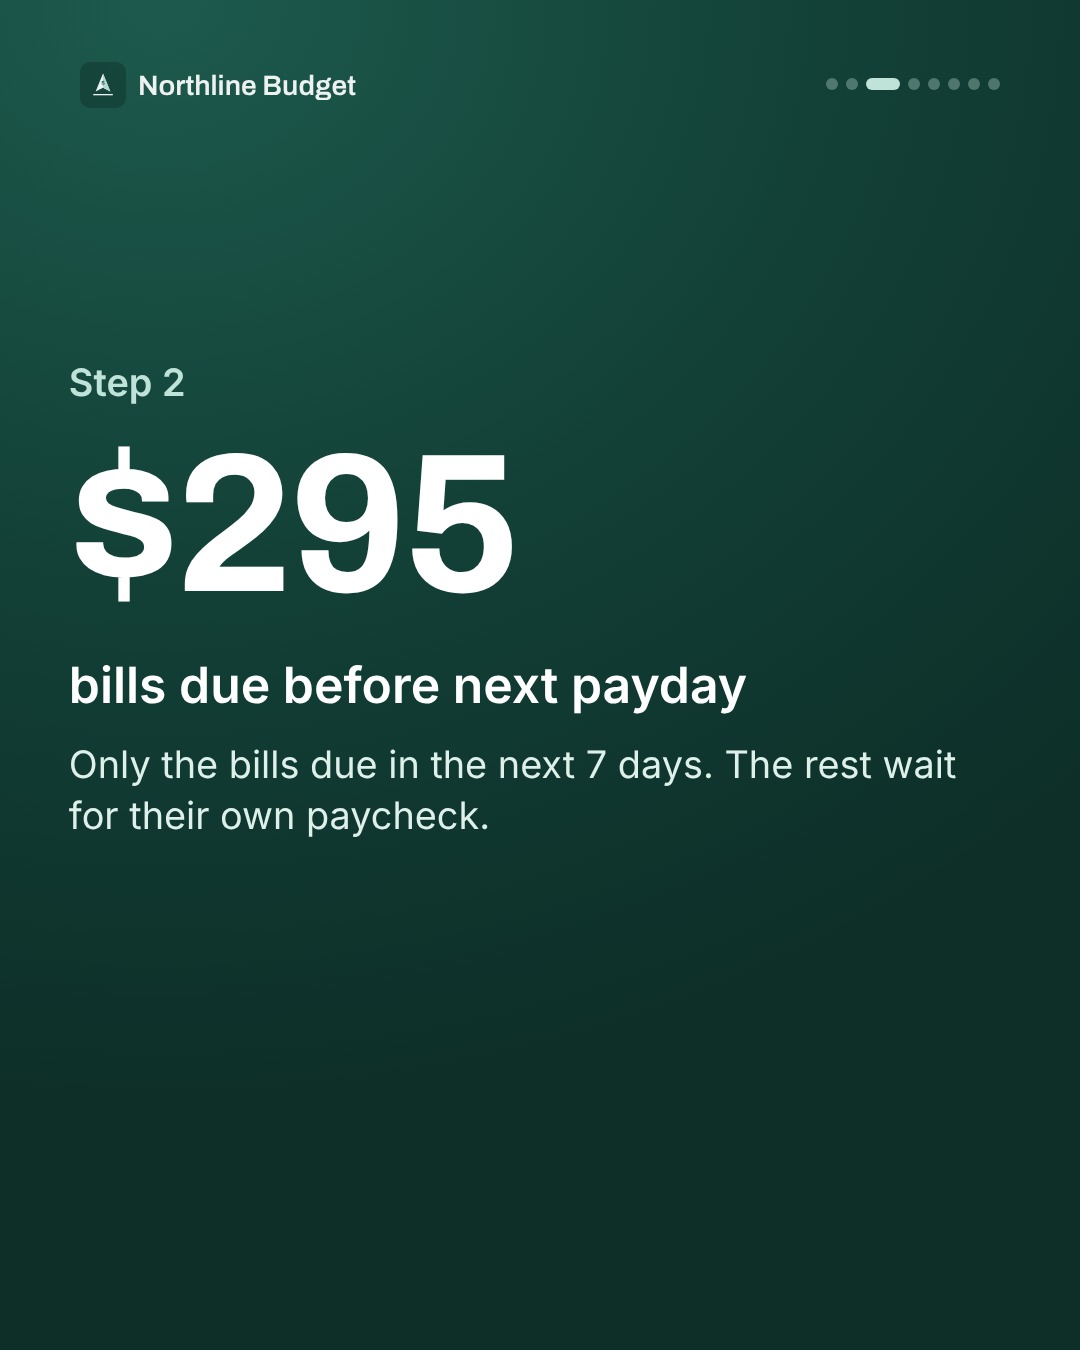 Northline Budget
Step 2
$295
bills due before next payday
Only the bills due in the next 7 days. The rest wait
for their own paycheck.